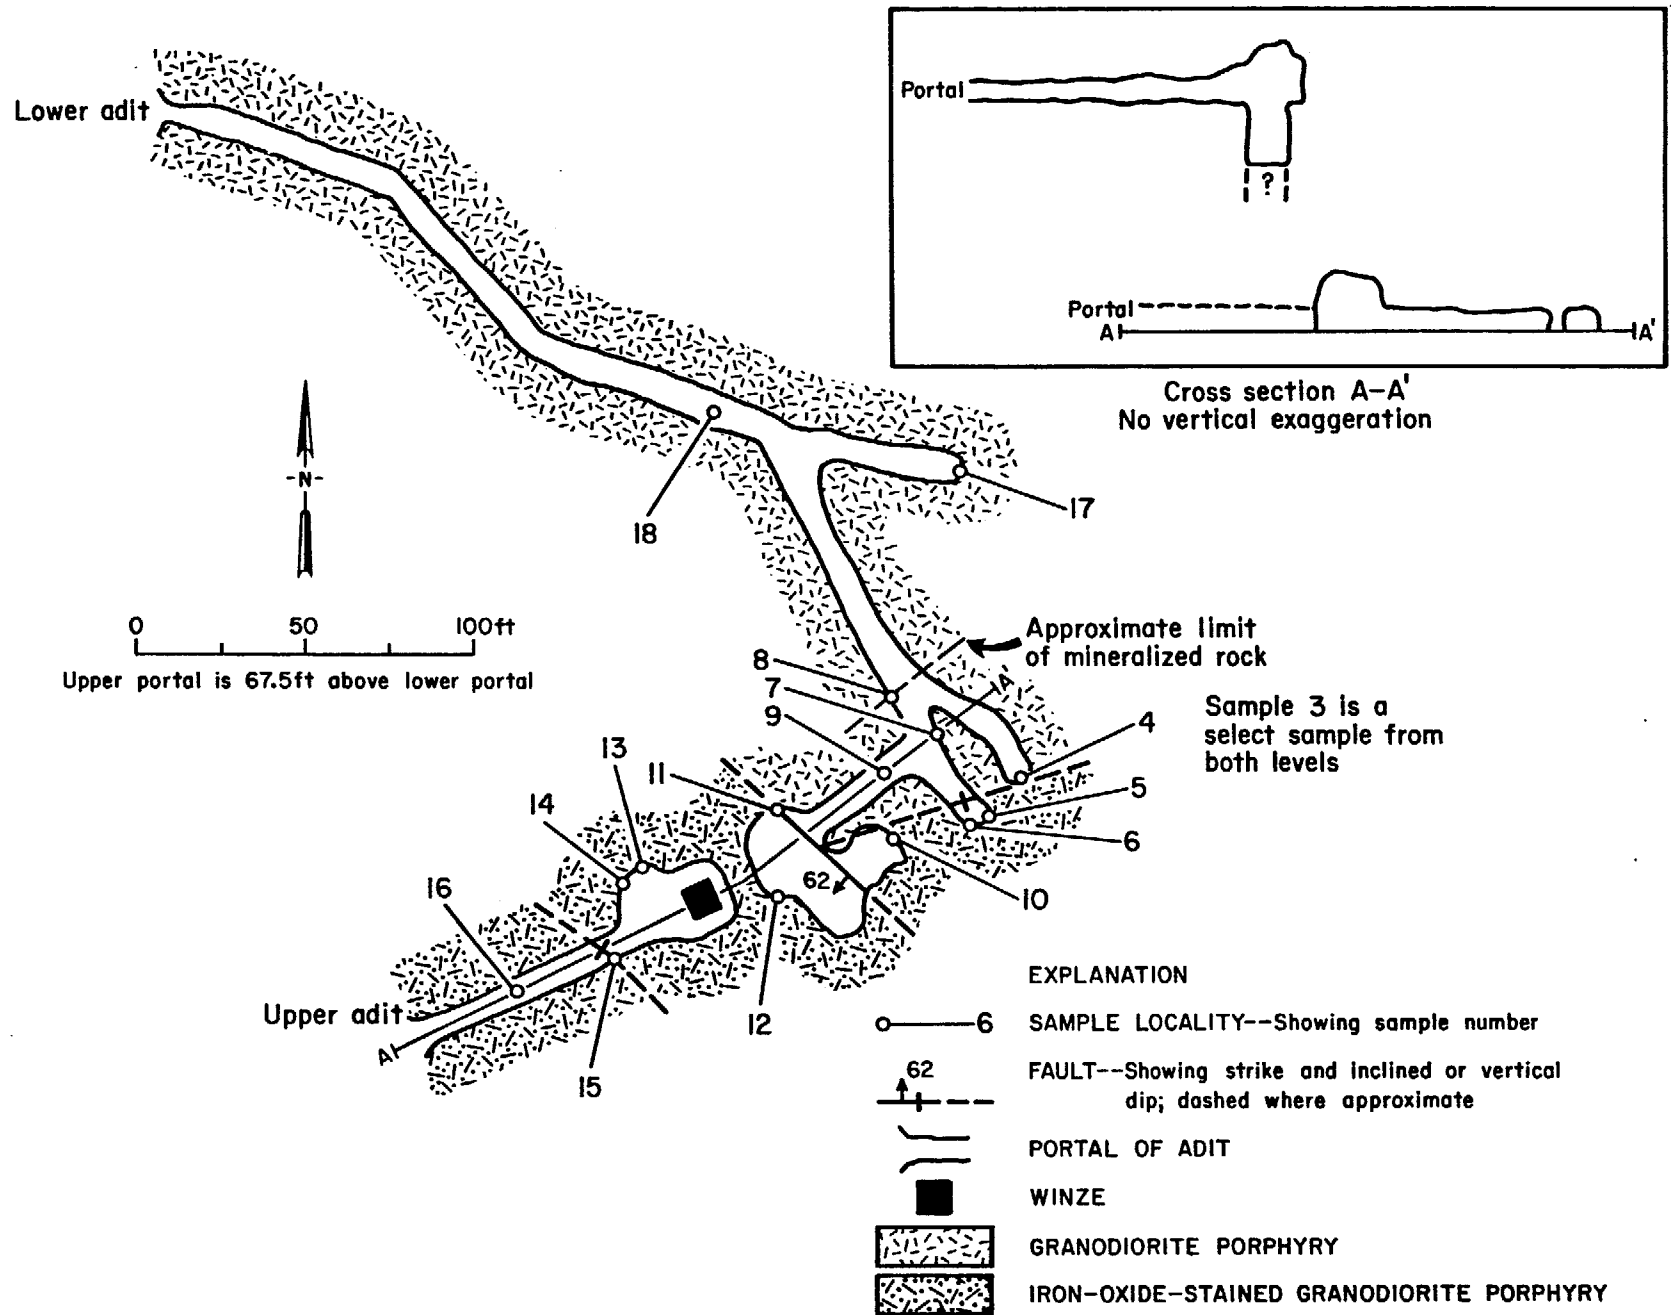 Lower adit
Portal
?
Portal
A
A'
Cross section A-A'
No vertical exaggeration
-N-
18
17
0 50 100ft
Upper portal is 67.5ft above lower portal
Approximate limit
of mineralized rock
8
7
9
A'
Sample 3 is a
select sample from
both levels
4
13
11
14
5
6
16
62
10
Upper adit
A
12
15
EXPLANATION
6 SAMPLE LOCALITY--Showing sample number
62 FAULT--Showing strike and inclined or vertical
dip; dashed where approximate
PORTAL OF ADIT
WINZE
GRANODIORITE PORPHYRY
IRON-OXIDE-STAINED GRANODIORITE PORPHYRY